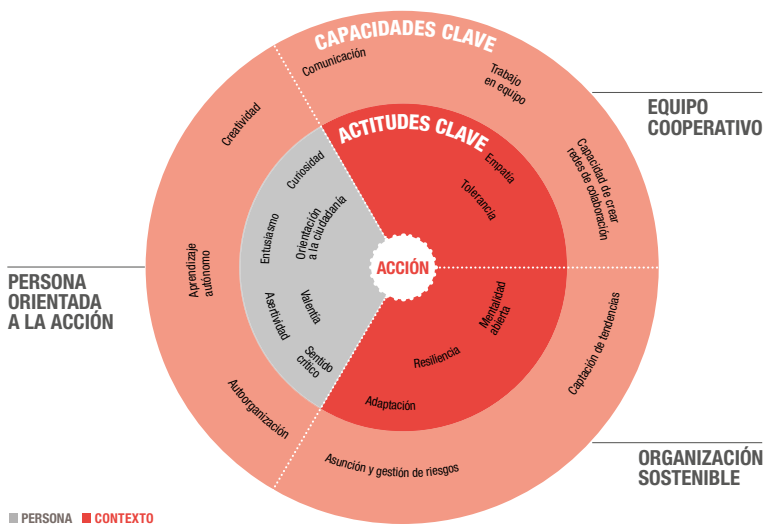 CAPACIDADES CLAVE
Comunicación
Trabajo
en equipo
Capacidad de crear
redes de colaboración
EQUIPO
COOPERATIVO
ACTITUDES CLAVE
Empatía
Tolerancia
Creatividad
Aprendizaje
autónomo
Autoorganización
PERSONA
ORIENTADA
A LA ACCIÓN
Curiosidad
Orientación
a la ciudadanía
Entusiasmo
Valentía
Asertividad
Sentido
crítico
ACCIÓN
Mentalidad
abierta
Resiliencia
Adaptación
Captación de tendencias
Asunción y gestión de riesgos
ORGANIZACIÓN
SOSTENIBLE
PERSONA
CONTEXTO